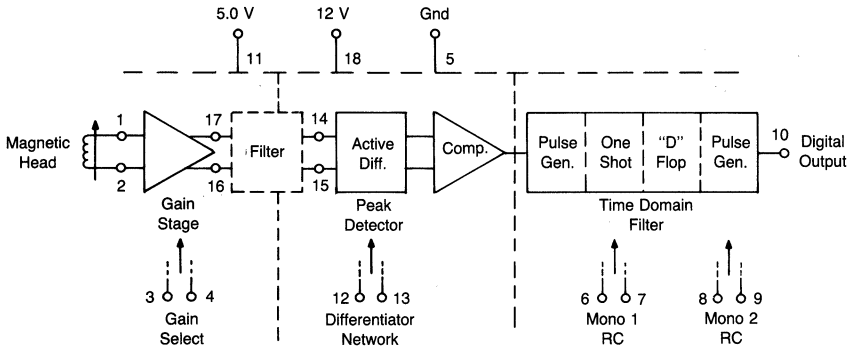 5.0 V
12 V
Gnd
11
18
5
Magnetic
Head
1
2
17
16
Gain
Stage
Filter
14
15
Active
Diff.
Peak
Detector
Comp.
Pulse
Gen.
One
Shot
"D"
Flop
Pulse
Gen.
Time Domain
Filter
10
Digital
Output
3
4
Gain
Select
12
13
Differentiator
Network
6
7
Mono 1
RC
8
9
Mono 2
RC